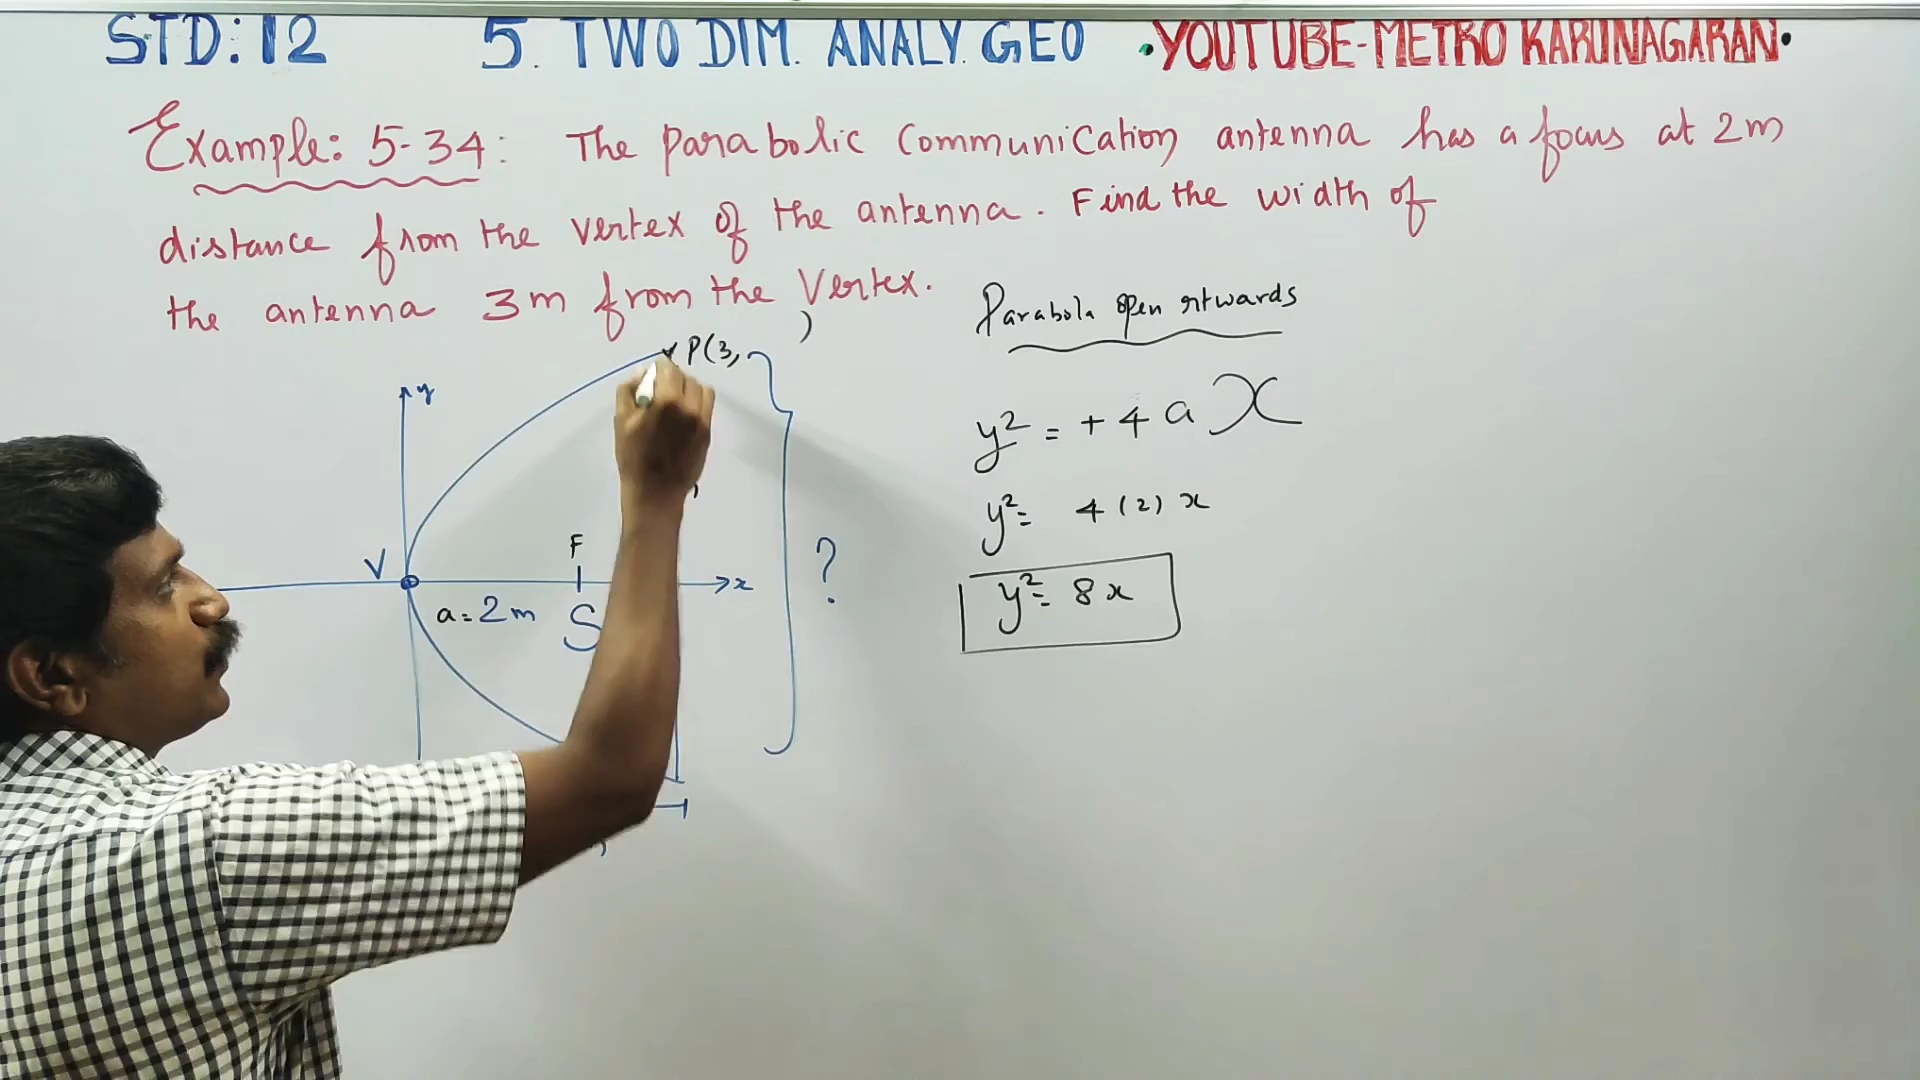 STD: 12 5. TWO DIM. ANALY. GEO •YOUTUBE-METRO KARUNAGARAN•
Example: 5-34: The parabolic communication antenna has a focus at 2m
distance from the vertex of the antenna. Find the width of
the antenna 3m from the Vertex.
Parabola open rtwards
P(3, )
y
y² = +4ax
y² = 4(2)x
F
V
x
?
a = 2m
S
y² = 8x